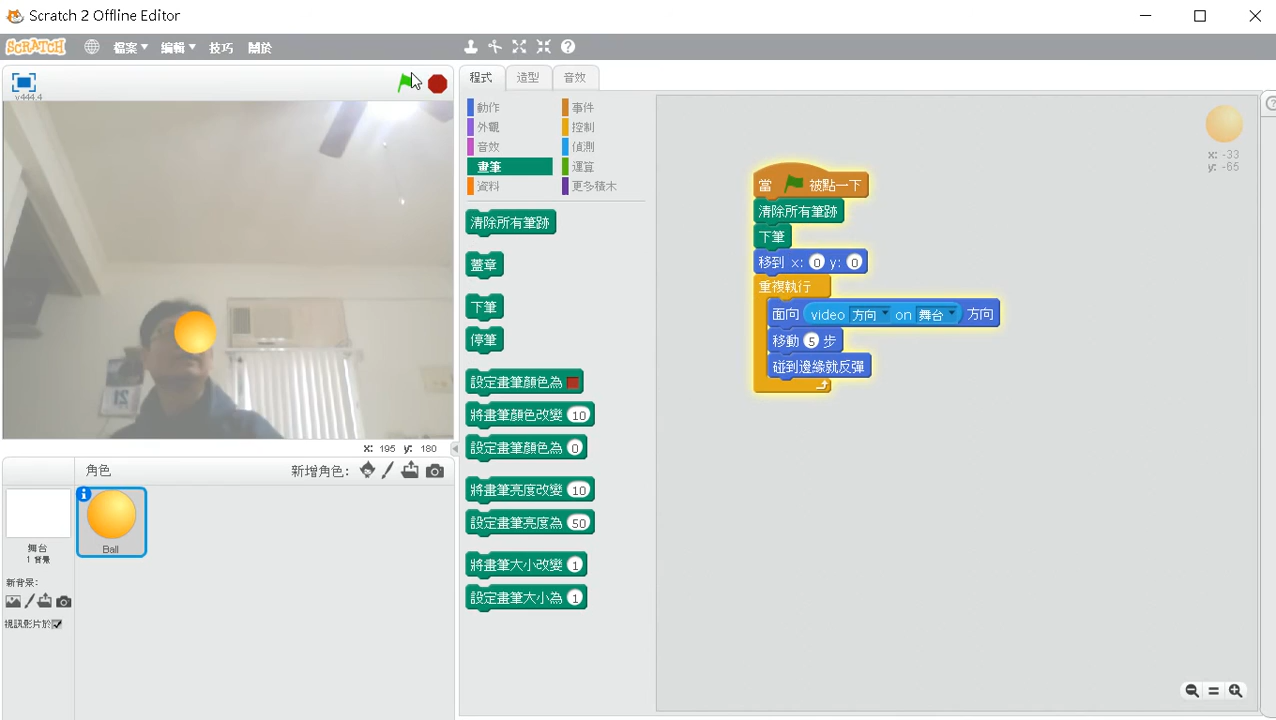 Scratch 2 Offline Editor
SCRATCH 檔案 編輯 技巧 關於
v444.4
程式 造型 音效
動作 事件
外觀 控制
音效 偵測
畫筆 運算
資料 更多積木
清除所有筆跡
蓋章
下筆
停筆
設定畫筆顏色為
將畫筆顏色改變 10
設定畫筆顏色為 0
將畫筆亮度改變 10
設定畫筆亮度為 50
將畫筆大小改變 1
設定畫筆大小為 1
當 被點一下
清除所有筆跡
下筆
移到 x: 0 y: 0
重複執行
面向 video 方向 on 舞台 方向
移動 5 步
碰到邊緣就反彈
x: -33
y: -65
21
x: 195 y: 180
角色 新增角色:
Ball
舞台
1 背景
新背景:
視訊影片於